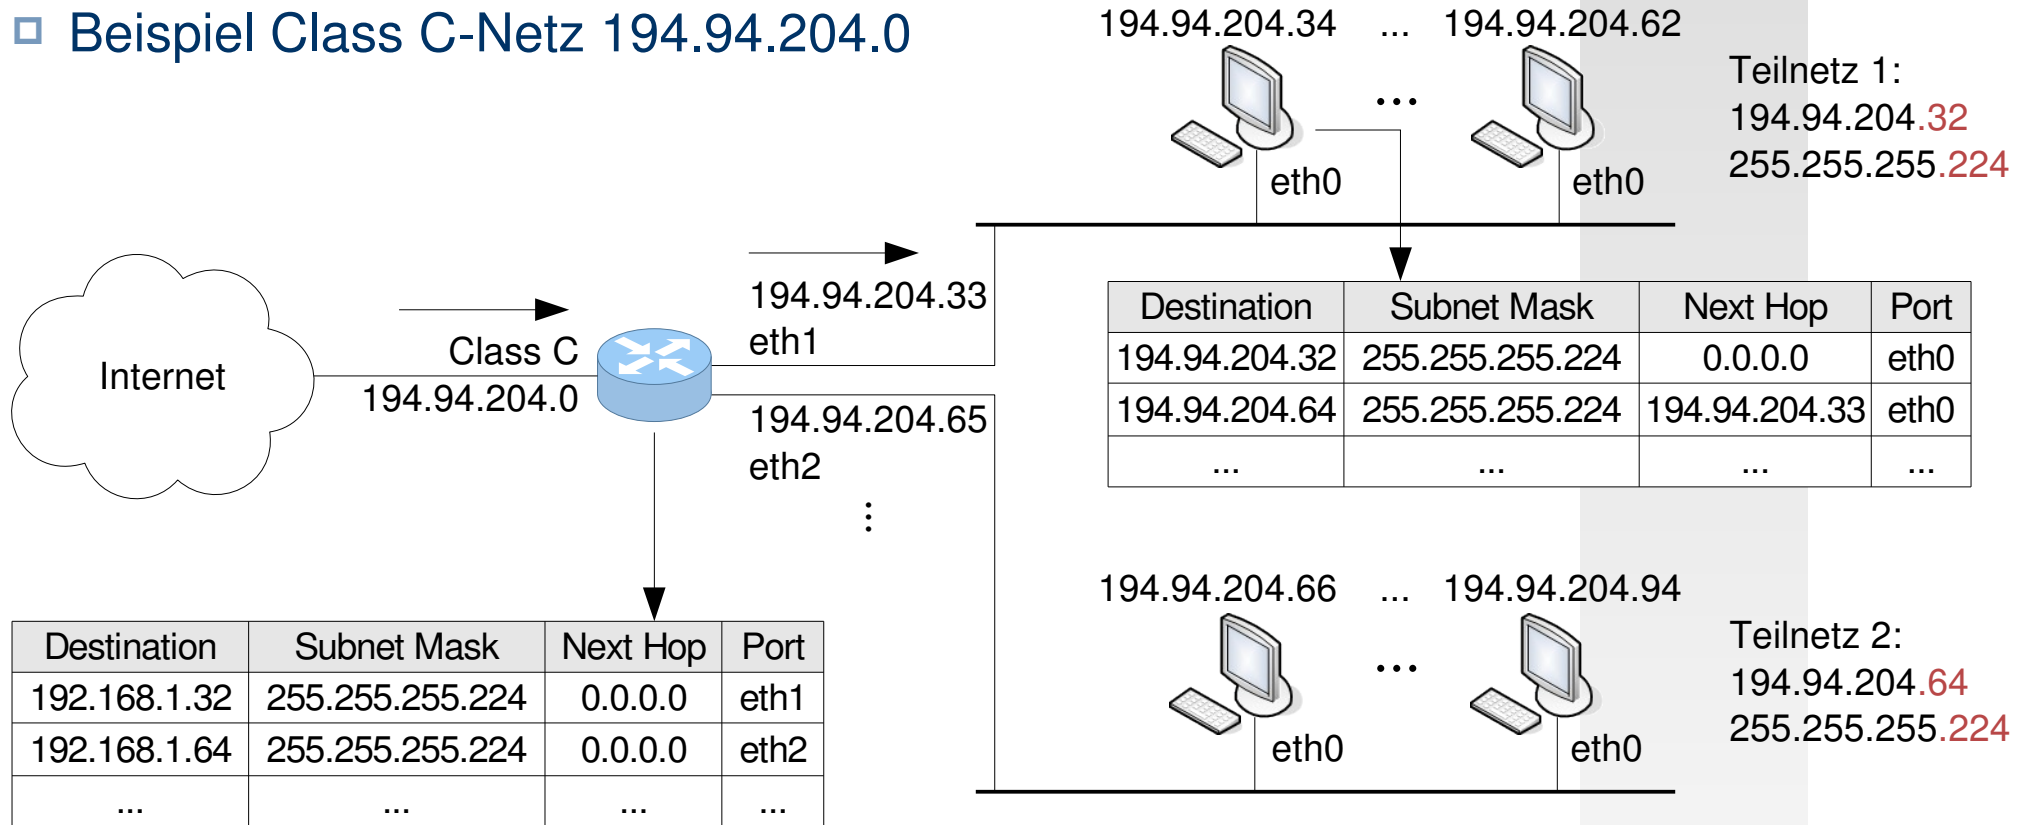 Beispiel Class C-Netz 194.94.204.0
194.94.204.34 ... 194.94.204.62
...
eth0
eth0
Teilnetz 1:
194.94.204.32
255.255.255.224
Internet
Class C
194.94.204.0
194.94.204.33
eth1
194.94.204.65
eth2
...
Destination Subnet Mask Next Hop Port
194.94.204.32 255.255.255.224 0.0.0.0 eth0
194.94.204.64 255.255.255.224 194.94.204.33 eth0
... ... ... ...
Destination Subnet Mask Next Hop Port
192.168.1.32 255.255.255.224 0.0.0.0 eth1
192.168.1.64 255.255.255.224 0.0.0.0 eth2
... ... ... ...
194.94.204.66 ... 194.94.204.94
...
eth0
eth0
Teilnetz 2:
194.94.204.64
255.255.255.224